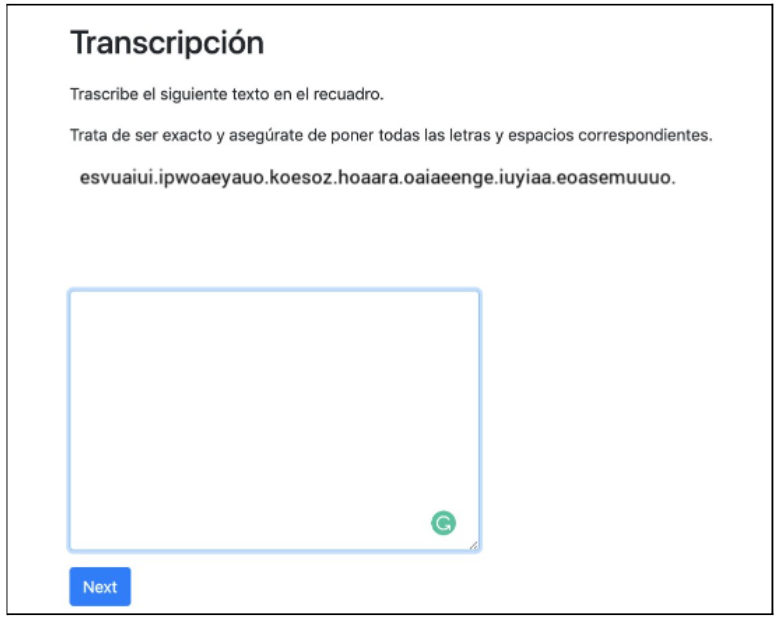 Transcripción
Trascribe el siguiente texto en el recuadro.
Trata de ser exacto y asegúrate de poner todas las letras y espacios correspondientes.
esvuaiui.ipwoaeyauo.koesoz.hoaara.oaiaeenge.iuyiaa.eoasemuuuo.
Next